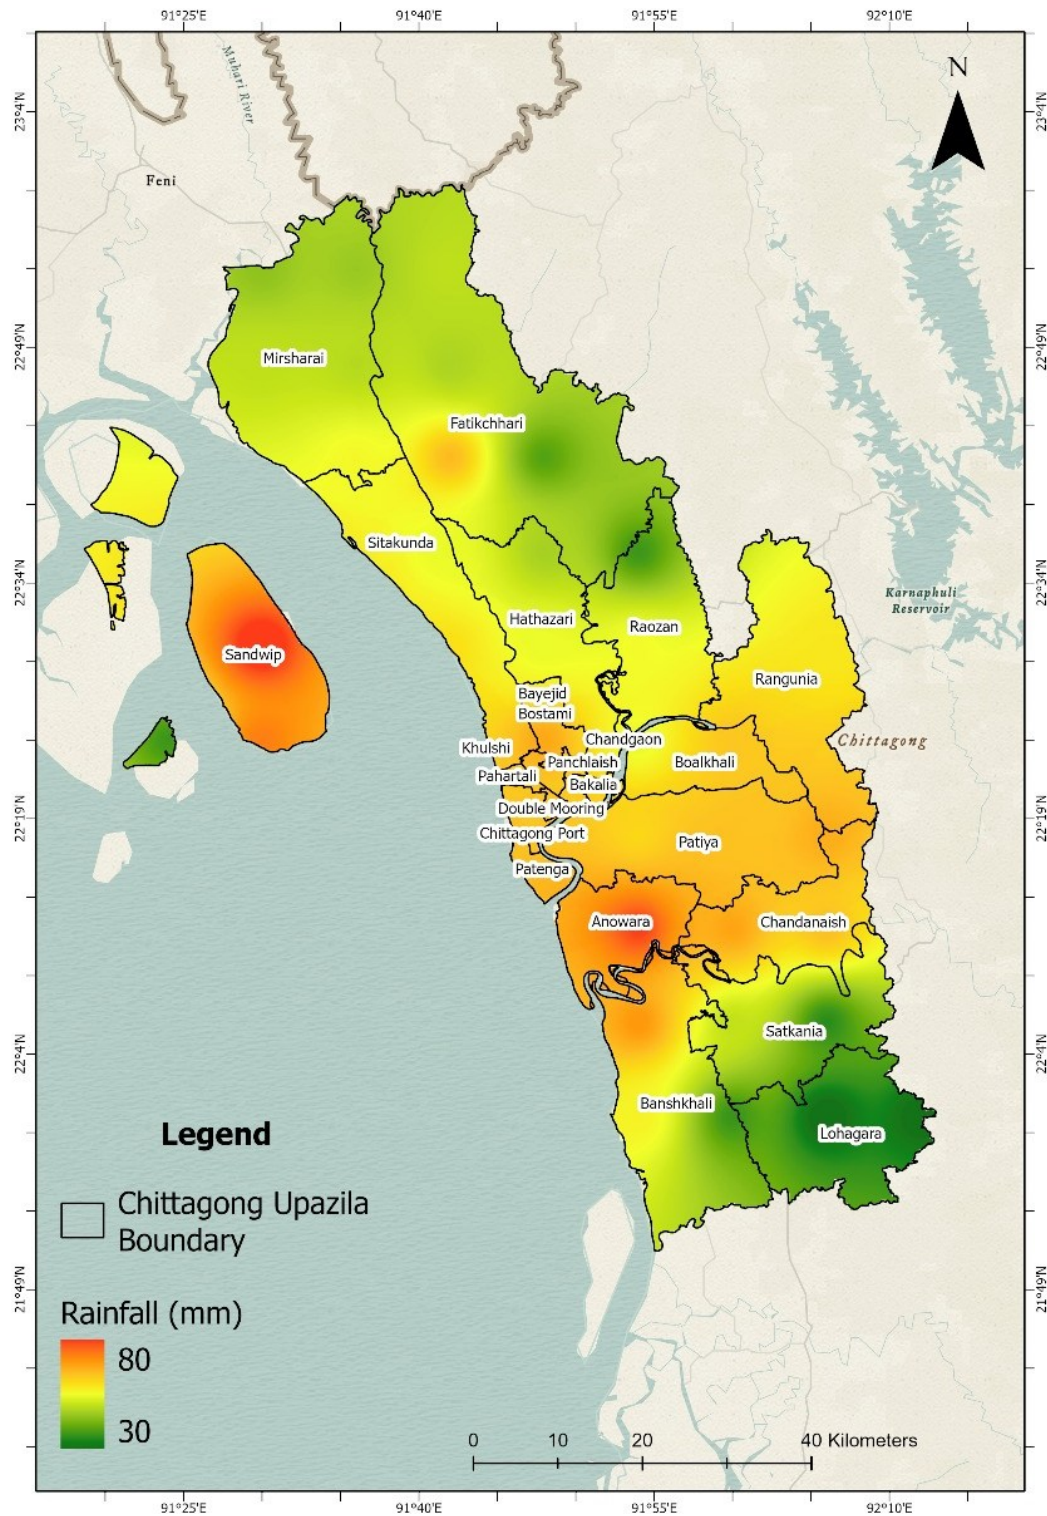 91°25'E 91°40'E 91°55'E 92°10'E
N
23°4'N 23°4'N
Muhari River
Feni
22°49'N 22°49'N
Mirsharai
Fatikchhari
Sitakunda
22°34'N 22°34'N
Karnaphuli
Reservoir
Hathazari
Raozan
Sandwip
Rangunia
Bayejid
Bostami
Chandgaon
Chittagong
Khulshi
Panchlaish
Boalkhali
Pahartali
Bakalia
Double Mooring
22°19'N 22°19'N
Chittagong Port
Patiya
Patenga
Anowara
Chandanaish
Satkania
22°4'N 22°4'N
Banshkhali
Lohagara
Legend
Chittagong Upazila
Boundary
21°49'N 21°49'N
Rainfall (mm)
80
30
0 10 20 40 Kilometers
91°25'E 91°40'E 91°55'E 92°10'E